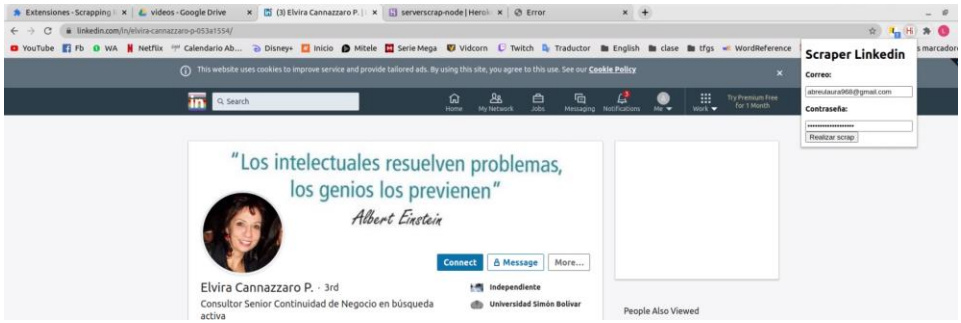 Extensiones - Scrapping l
videos - Google Drive
(3) Elvira Cannazzaro P. |
serverscrap-node | Herok
Error
linkedin.com/in/elvira-cannazzaro-p-053a1554/
YouTube
Fb
WA
Netflix
Calendario Ab...
Disney+
Inicio
Mitele
Serie Mega
Vidcorn
Twitch
Traductor
English
clase
tfgs
WordReference
s marcador
This website uses cookies to improve service and provide tailored ads. By using this site, you agree to this use. See our Cookie Policy
Scraper Linkedin
Correo:
abreulaura968@gmail.com
Contraseña:
Realizar scrap
in
Search
Home
My Network
Jobs
Messaging
Notifications
Me
Work
Try Premium Free
for 1 Month
"Los intelectuales resuelven problemas,
los genios los previenen"
Albert Einstein
Connect
Message
More...
Elvira Cannazzaro P. · 3rd
Consultor Senior Continuidad de Negocio en búsqueda
activa
Independiente
Universidad Simón Bolívar
People Also Viewed